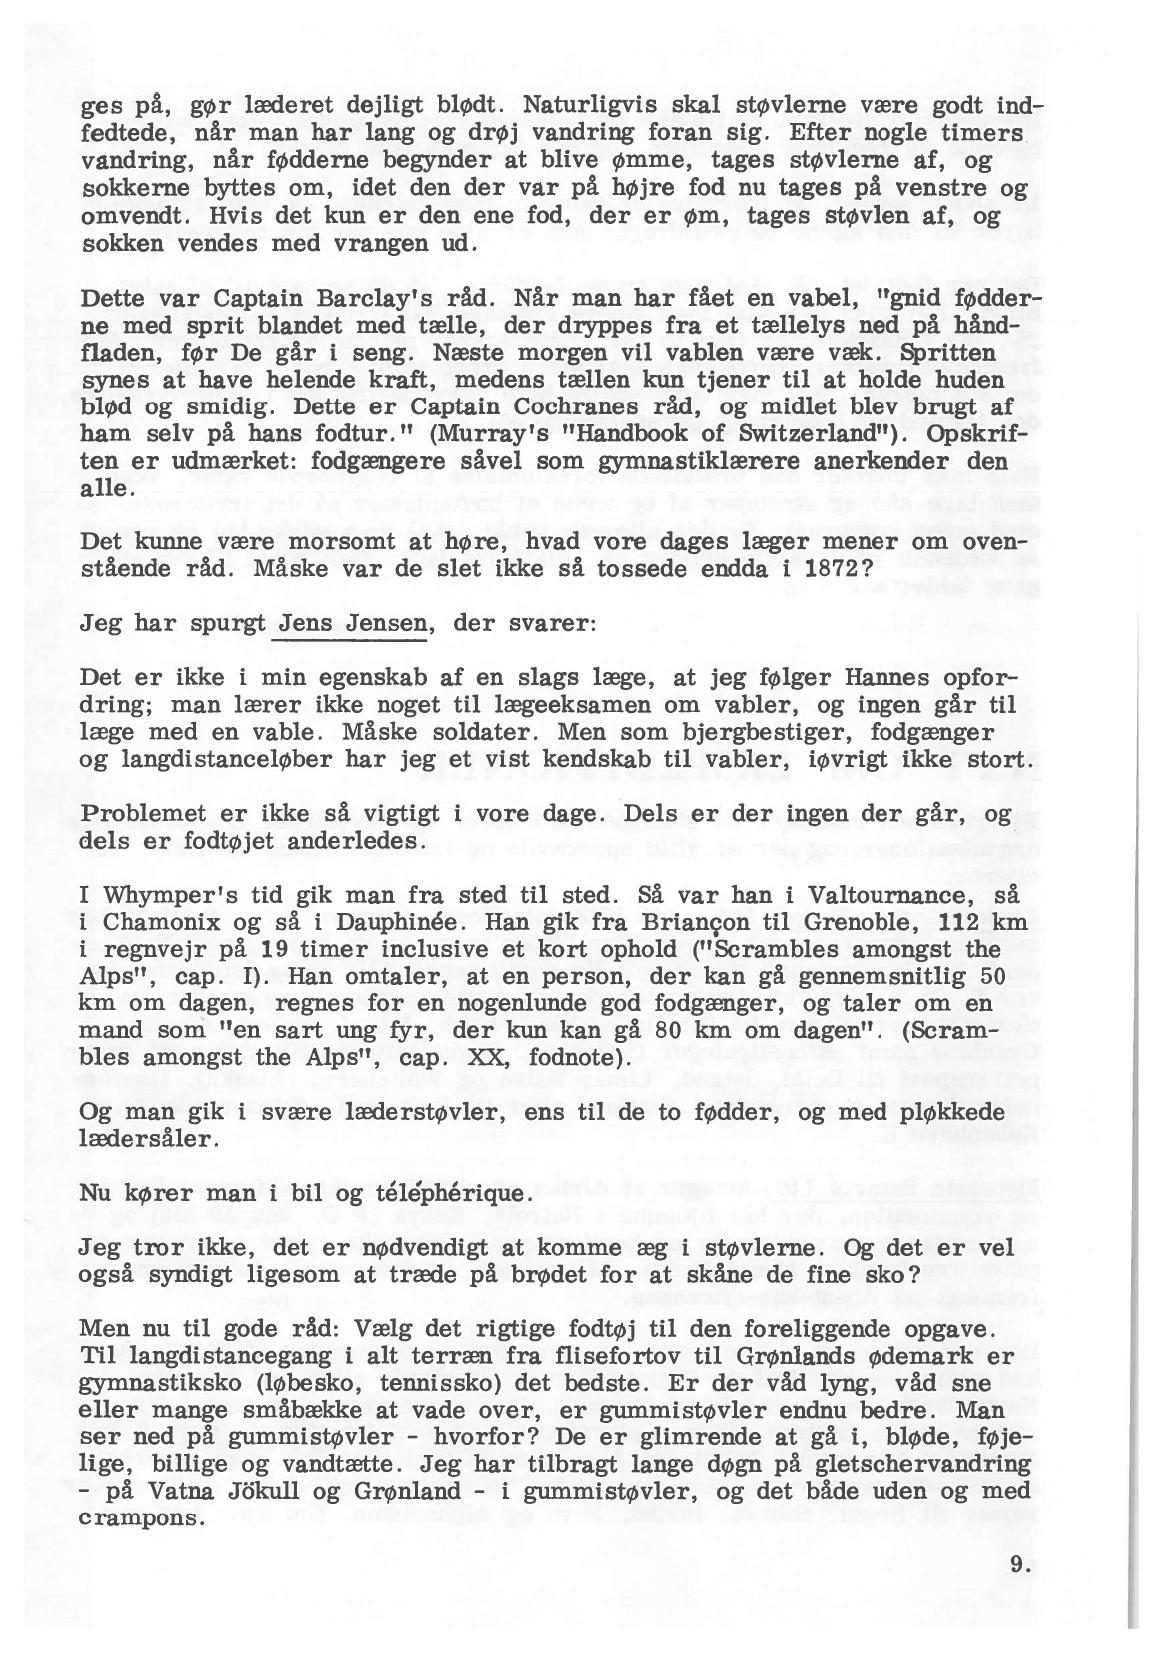 ges på, gør læderet dejligt blødt. Naturligvis skal støvlerne være godt ind-
fedtede, når man har lang og drøj vandring foran sig. Efter nogle timers
vandring, når fødderne begynder at blive ømme, tages støvlerne af, og
sokkerne byttes om, idet den der var på højre fod nu tages på venstre og
omvendt. Hvis det kun er den ene fod, der er øm, tages støvlen af, og
sokken vendes med vrangen ud.
Dette var Captain Barclay's råd. Når man har fået en vabel, "gnid fødder-
ne med sprit blandet med tælle, der dryppes fra et tællelys ned på hånd-
fladen, før De går i seng. Næste morgen vil vablen være væk. Spritten
synes at have helende kraft, medens tællen kun tjener til at holde huden
blød og smidig. Dette er Captain Cochranes råd, og midlet blev brugt af
ham selv på hans fodtur." (Murray's "Handbook of Switzerland"). Opskrif-
ten er udmærket: fodgængere såvel som gymnastiklærere anerkender den
alle.
Det kunne være morsomt at høre, hvad vore dages læger mener om oven-
stående råd. Måske var de slet ikke så tossede endda i 1872?
Jeg har spurgt Jens Jensen, der svarer:
Det er ikke i min egenskab af en slags læge, at jeg følger Hannes opfor-
dring; man lærer ikke noget til lægeeksamen om vabler, og ingen går til
læge med en vable. Måske soldater. Men som bjergbestiger, fodgænger
og langdistanceløber har jeg et vist kendskab til vabler, iøvrigt ikke stort.
Problemet er ikke så vigtigt i vore dage. Dels er der ingen der går, og
dels er fodtøjet anderledes.
I Whymper's tid gik man fra sted til sted. Så var han i Valtournance, så
i Chamonix og så i Dauphinée. Han gik fra Briançon til Grenoble, 112 km
i regnvejr på 19 timer inclusive et kort ophold ("Scrambles amongst the
Alps", cap. I). Han omtaler, at en person, der kan gå gennemsnitlig 50
km om dagen, regnes for en nogenlunde god fodgænger, og taler om en
mand som "en sart ung fyr, der kun kan gå 80 km om dagen". (Scram-
bles amongst the Alps", cap. XX, fodnote).
Og man gik i svære læderstøvler, ens til de to fødder, og med pløkkede
lædersåler.
Nu kører man i bil og téléphérique.
Jeg tror ikke, det er nødvendigt at komme æg i støvlerne. Og det er vel
også syndigt ligesom at træde på brødet for at skåne de fine sko?
Men nu til gode råd: Vælg det rigtige fodtøj til den foreliggende opgave.
Til langdistancegang i alt terræn fra flisefortov til Grønlands ødemark er
gymnastiksko (løbesko, tennissko) det bedste. Er der våd lyng, våd sne
eller mange småbække at vade over, er gummistøvler endnu bedre. Man
ser ned på gummistøvler - hvorfor? De er glimrende at gå i, bløde, føje-
lige, billige og vandtætte. Jeg har tilbragt lange døgn på gletschervandring
- på Vatna Jökull og Grønland - i gummistøvler, og det både uden og med
crampons.
9.